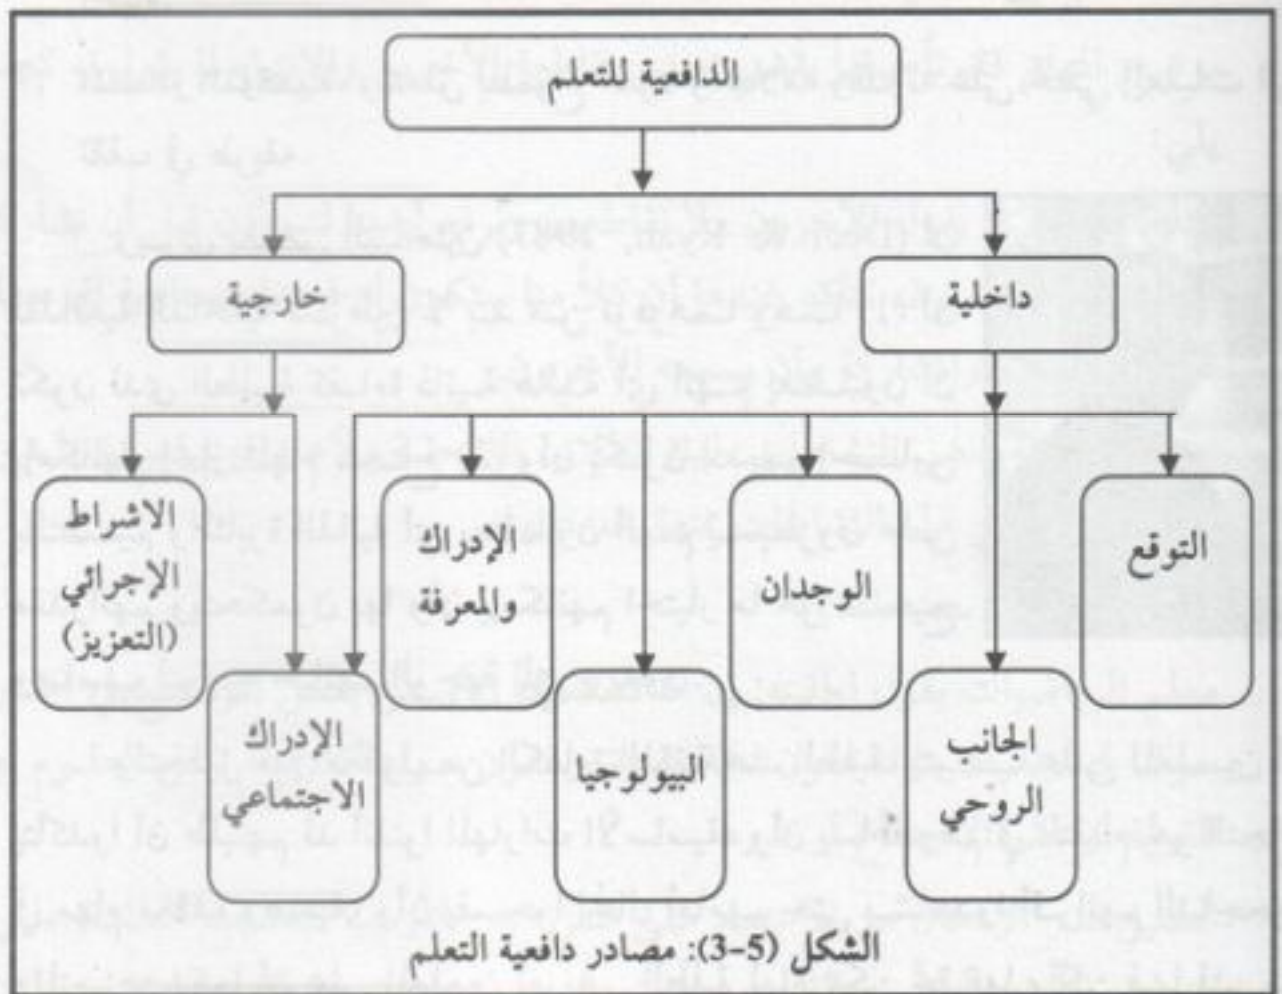 الدافعية للتعلم
داخلية
خارجية
التوقع
الجانب
الروحي
الوجدان
البيولوجيا
الإدراك
والمعرفة
الإدراك
الاجتماعي
الاشراط
الإجرائي
(التعزيز)
الشكل (5-3): مصادر دافعية التعلم